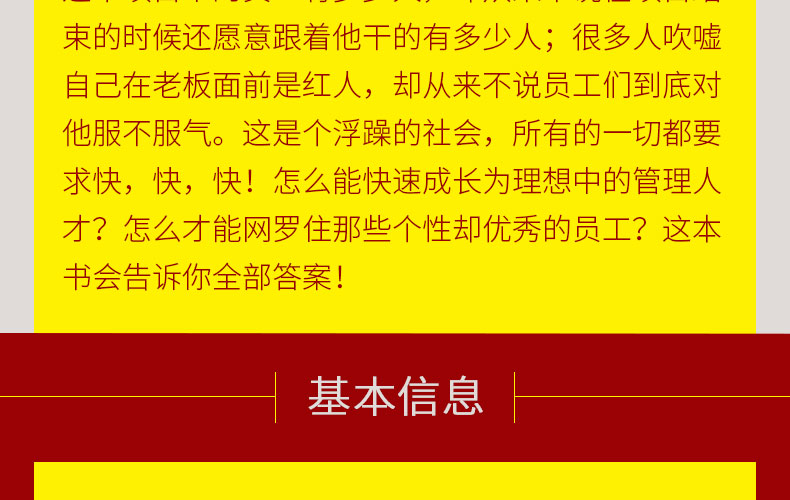 束的时候还愿意跟着他干的有多少人；很多人吹嘘
自己在老板面前是红人，却从来不说员工们到底对
他服不服气。这是个浮躁的社会，所有的一切都要
求快，快，快！怎么能快速成长为理想中的管理人
才？怎么才能网罗住那些个性却优秀的员工？这本
书会告诉你全部答案！
基本信息